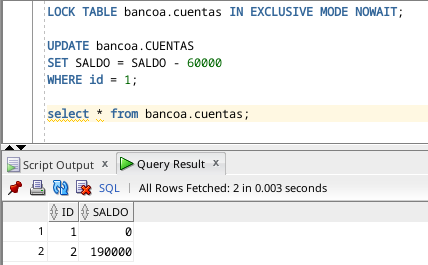 LOCK TABLE bancoa.cuentas IN EXCLUSIVE MODE NOWAIT;
UPDATE bancoa.CUENTAS
SET SALDO = SALDO - 60000
WHERE id = 1;
select * from bancoa.cuentas;
Script Output x Query Result x
SQL | All Rows Fetched: 2 in 0.003 seconds
ID SALDO
1 1 0
2 2 190000